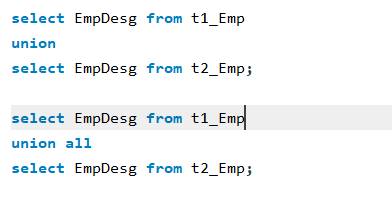 select EmpDesg from t1_Emp
union
select EmpDesg from t2_Emp;
select EmpDesg from t1_Emp
union all
select EmpDesg from t2_Emp;